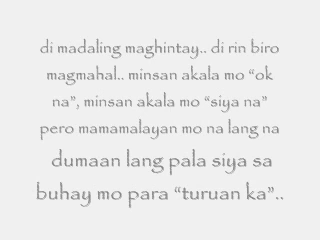 di madaling maghintay.. di rin biro
magmahal.. minsan akala mo “ok
na”, minsan akala mo “siya na”
pero mamamalayan mo na lang na
dumaan lang pala siya sa
buhay mo para “turuan ka”..